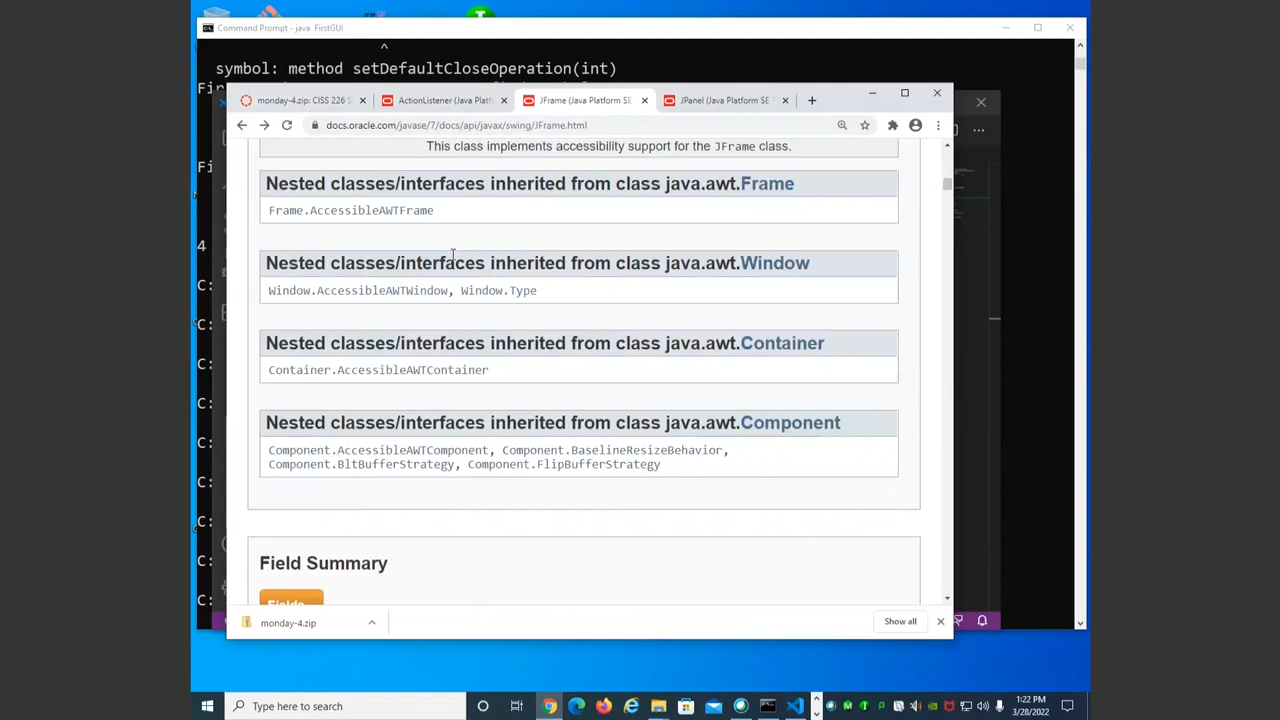 Command Prompt - java FirstGUI
symbol: method setDefaultCloseOperation(int)
monday-4.zip: CISS 226 S
ActionListener (Java Platf
JFrame (Java Platform SE
JPanel (Java Platform SE 7
docs.oracle.com/javase/7/docs/api/javax/swing/JFrame.html
This class implements accessibility support for the JFrame class.
Nested classes/interfaces inherited from class java.awt.Frame
Frame.AccessibleAWTFrame
Nested classes/interfaces inherited from class java.awt.Window
Window.AccessibleAWTWindow, Window.Type
Nested classes/interfaces inherited from class java.awt.Container
Container.AccessibleAWTContainer
Nested classes/interfaces inherited from class java.awt.Component
Component.AccessibleAWTComponent, Component.BaselineResizeBehavior,
Component.BltBufferStrategy, Component.FlipBufferStrategy
Field Summary
Fields
4
C:
C:
C:
C:
C:
C:
C:
C:
C:
monday-4.zip
Show all
Type here to search
1:22 PM
3/28/2022